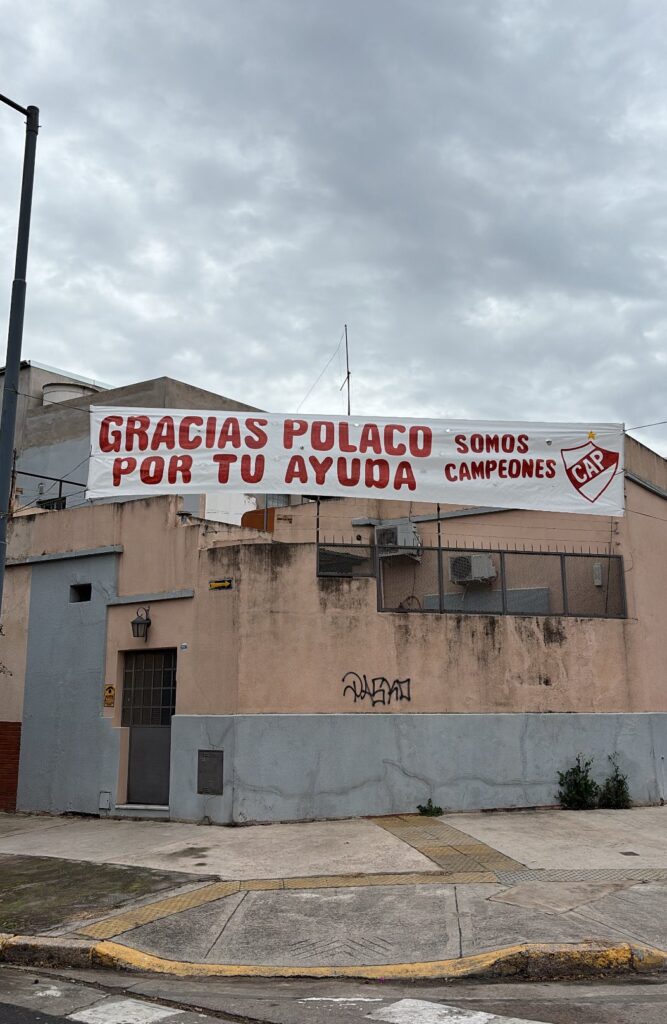 GRACIAS POLACO
POR TU AYUDA
SOMOS
CAMPEONES
CAP